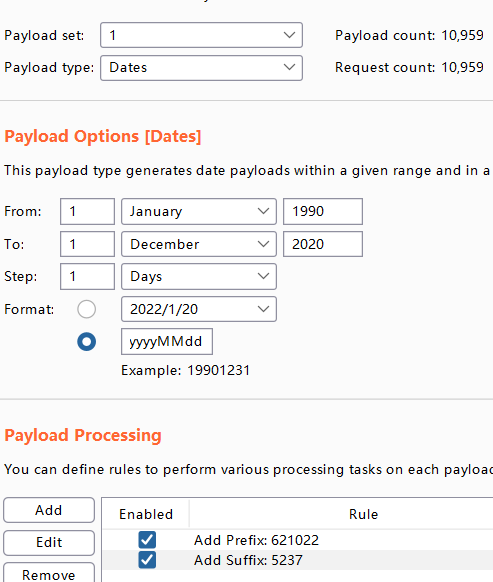 Payload set: 1 Payload count: 10,959
Payload type: Dates Request count: 10,959
Payload Options [Dates]
This payload type generates date payloads within a given range and in a
From: 1 January 1990
To: 1 December 2020
Step: 1 Days
Format: 2022/1/20
yyyyMMdd
Example: 19901231
Payload Processing
You can define rules to perform various processing tasks on each payload
Add Enabled Rule
Edit Add Prefix: 621022
Add Suffix: 5237
Remove